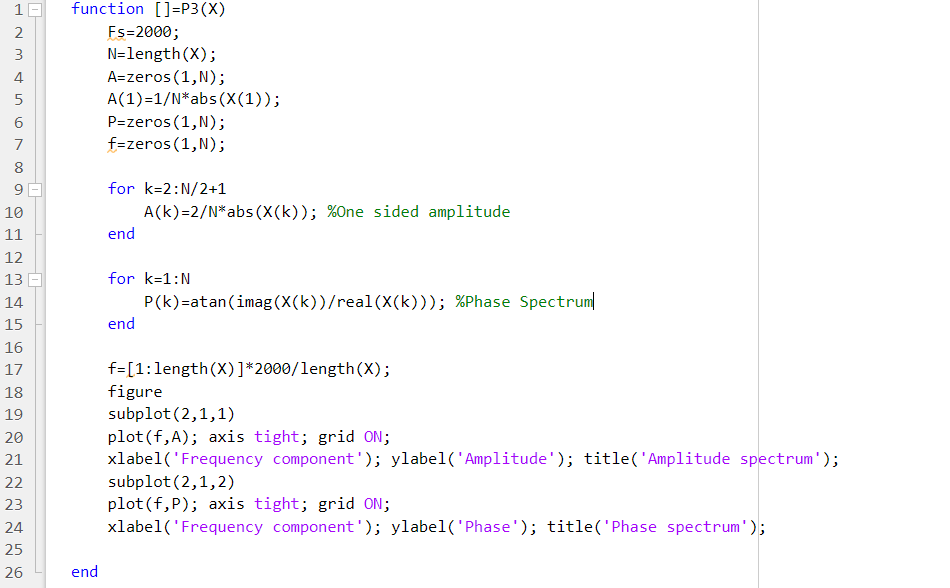 1 function []=P3(X)
2 Fs=2000;
3 N=length(X);
4 A=zeros(1,N);
5 A(1)=1/N*abs(X(1));
6 P=zeros(1,N);
7 f=zeros(1,N);
8
9 for k=2:N/2+1
10 A(k)=2/N*abs(X(k)); %One sided amplitude
11 end
12
13 for k=1:N
14 P(k)=atan(imag(X(k))/real(X(k))); %Phase Spectrum
15 end
16
17 f=[1:length(X)]*2000/length(X);
18 figure
19 subplot(2,1,1)
20 plot(f,A); axis tight; grid ON;
21 xlabel('Frequency component'); ylabel('Amplitude'); title('Amplitude spectrum');
22 subplot(2,1,2)
23 plot(f,P); axis tight; grid ON;
24 xlabel('Frequency component'); ylabel('Phase'); title('Phase spectrum');
25
26 end